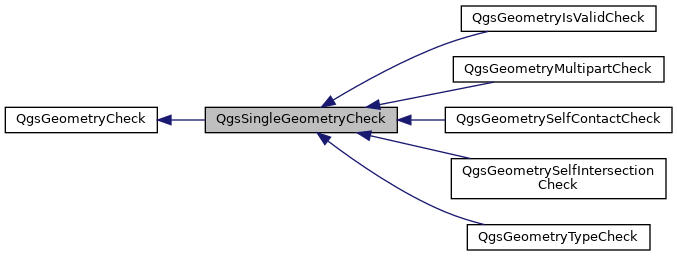 QgsGeometryIsValidCheck
QgsGeometryMultipartCheck
QgsGeometryCheck
QgsSingleGeometryCheck
QgsGeometrySelfContactCheck
QgsGeometrySelfIntersection
Check
QgsGeometryTypeCheck